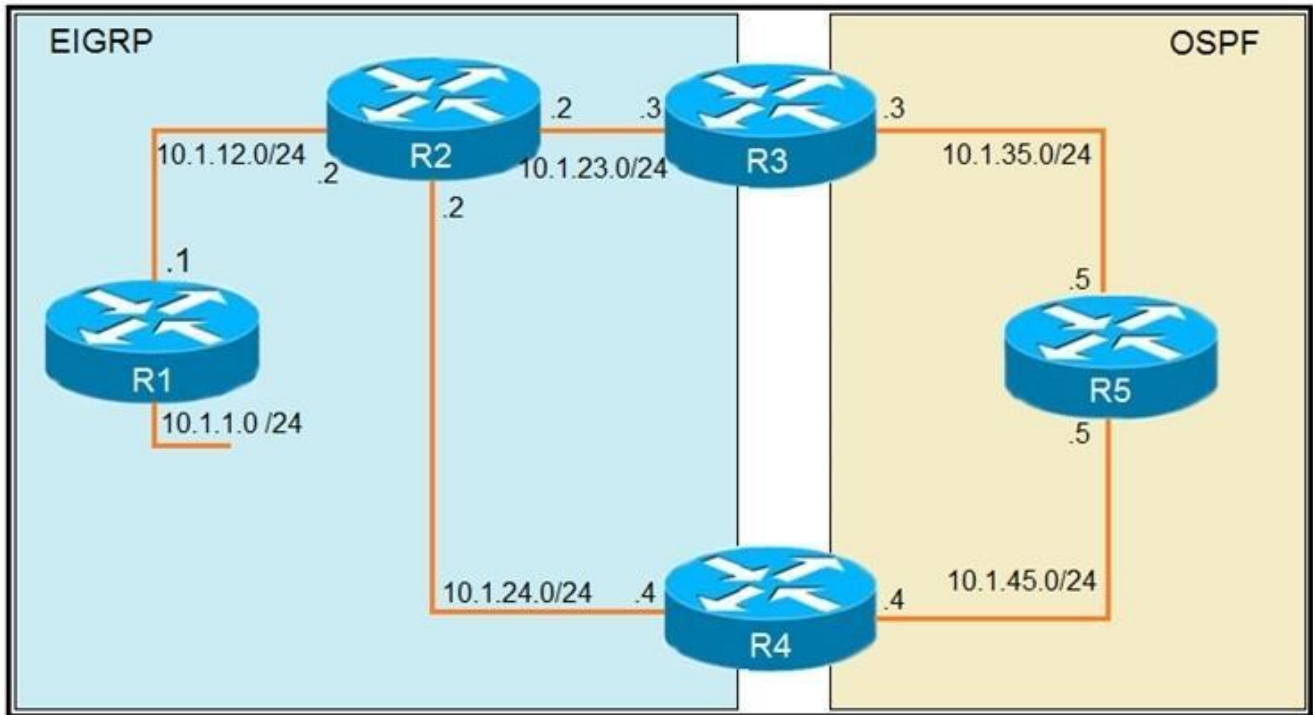 EIGRP
OSPF
.2
.3
.3
10.1.12.0/24
R2
R3
10.1.35.0/24
.2
10.1.23.0/24
.2
.1
.5
R1
R5
10.1.1.0 /24
.5
10.1.24.0/24
.4
.4
10.1.45.0/24
R4